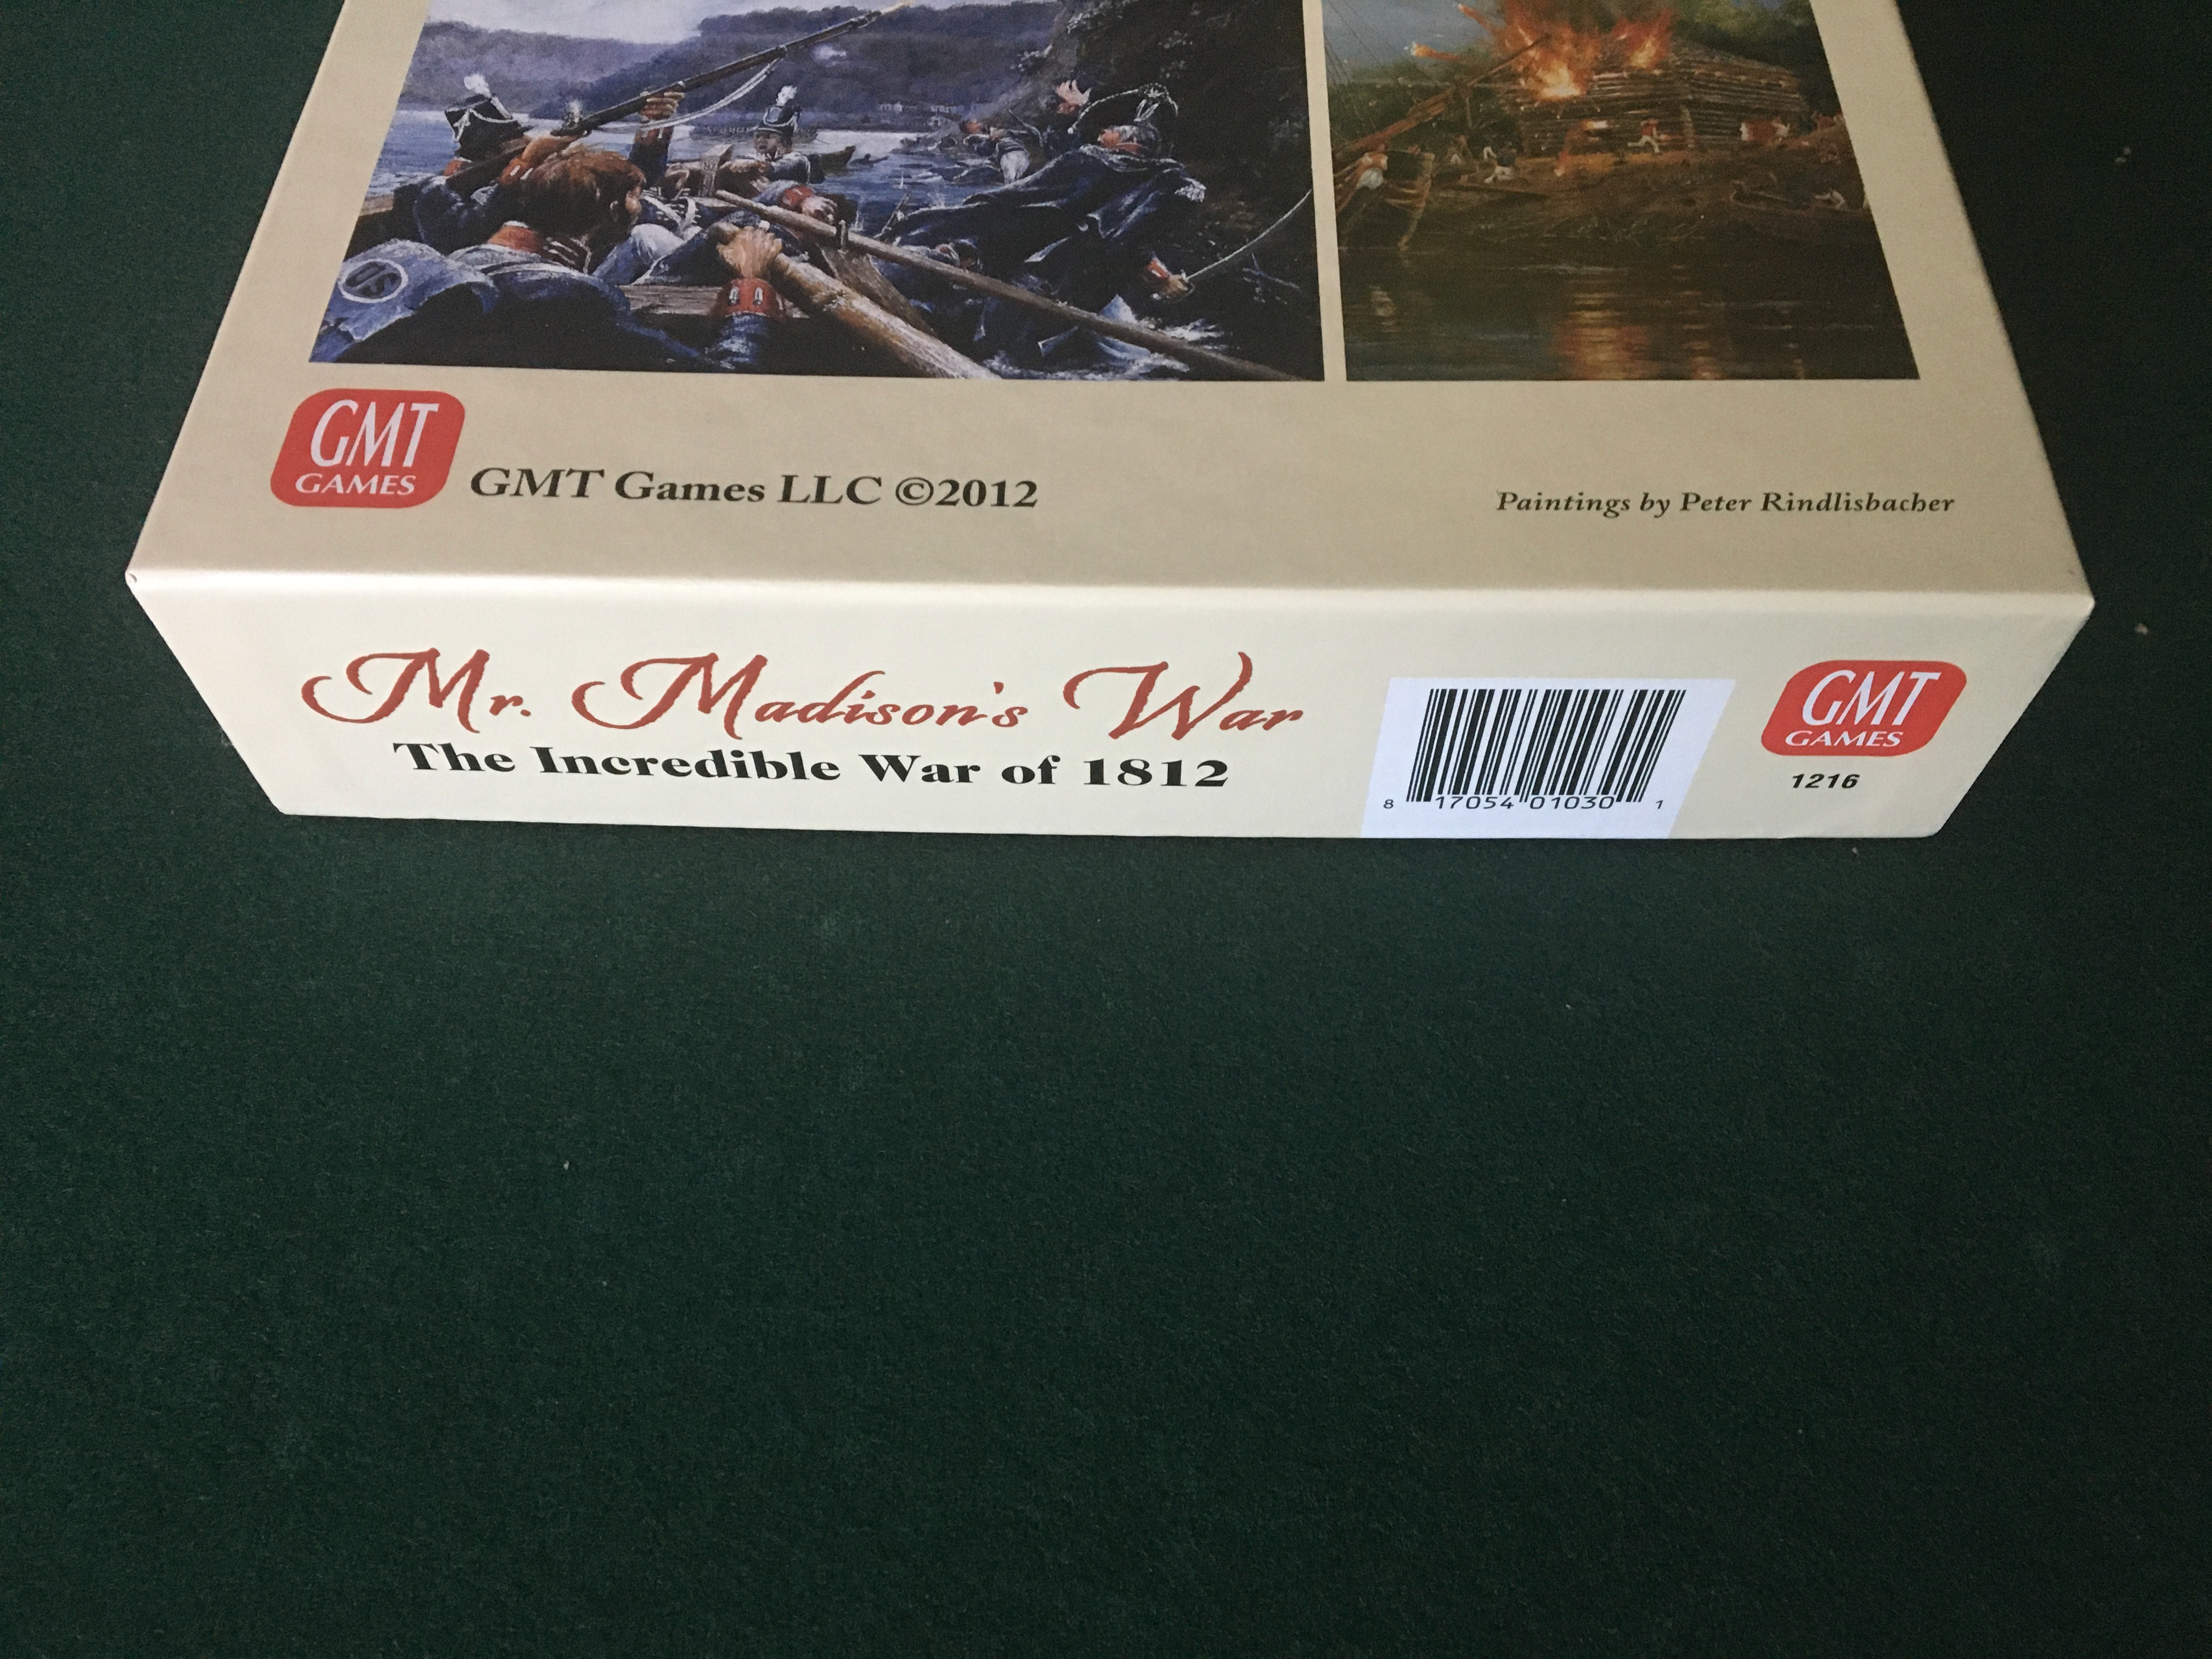 US
GMT
GAMES
GMT Games LLC ©2012
Paintings by Peter Rindlisbacher
Mr. Madison's War
The Incredible War of 1812
8 17054 01030 1
GMT
GAMES
1216